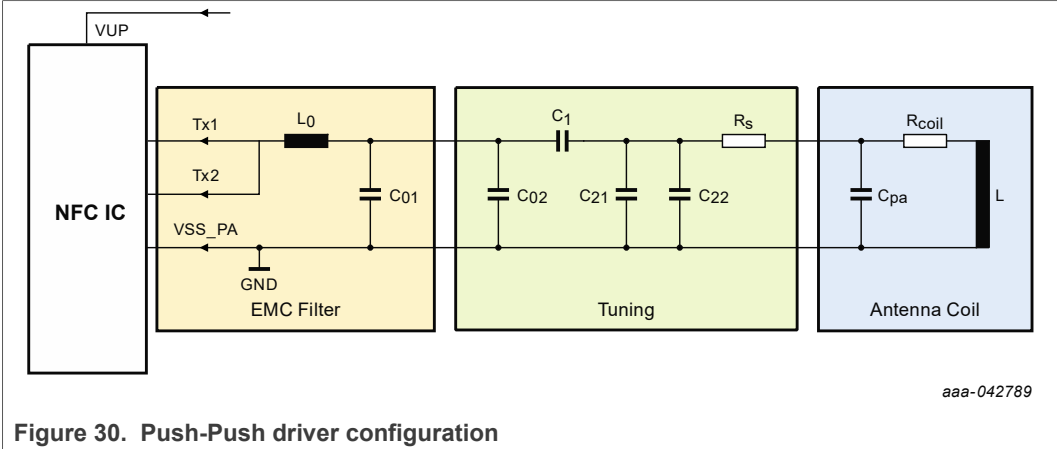 VUP
Tx1
L0
C1
Rs
Rcoil
Tx2
NFC IC
C01
C02
C21
C22
Cpa
L
VSS_PA
GND
EMC Filter
Tuning
Antenna Coil
aaa-042789
Figure 30. Push-Push driver configuration